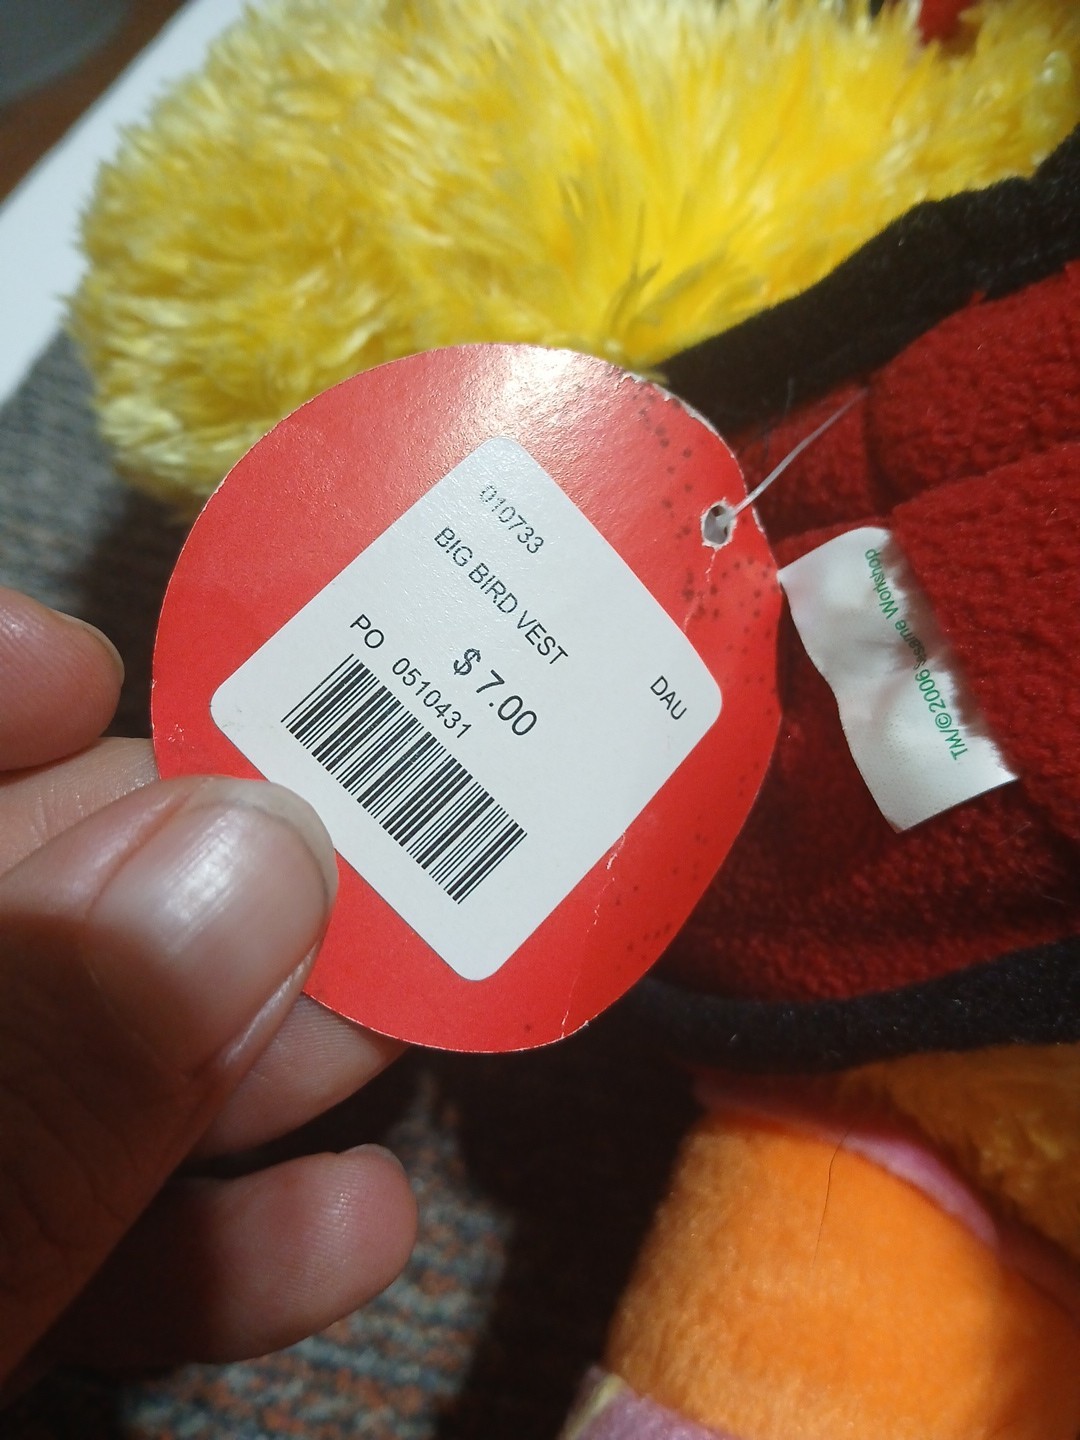 010733
BIG BIRD VEST
$7.00
DAU
PO 0510431
TM/©2006 Sesame Workshop